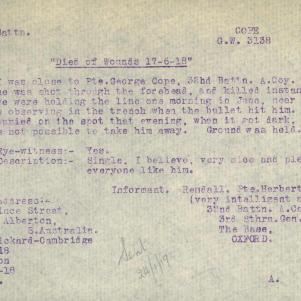 Battn.
COPE
G.W. 3138
"Died of Wounds 17-6-18"
was close to Pte. George Cope, 32nd Battn. A.Coy.
he was shot through the forehead, and killed instan
We were holding the line one morning in June, near
observing in the trench when the bullet hit him.
buried on the spot that evening, when it got dark.
not possible to take him away. Ground was held.
Eye-witness:- Yes.
Description:- Single. I believe, very nice and ple
everyone like him.
Informant. Rendall, Pte. Herbert
(very intelligent a
32nd Battn. A.Co
3rd Sthrn.Gen.
The Base,
OXFORD.
Address:-
Street,
Alberton,
S.Australia.
Pickard-Cambridge
18
on
-18
Sent
A.